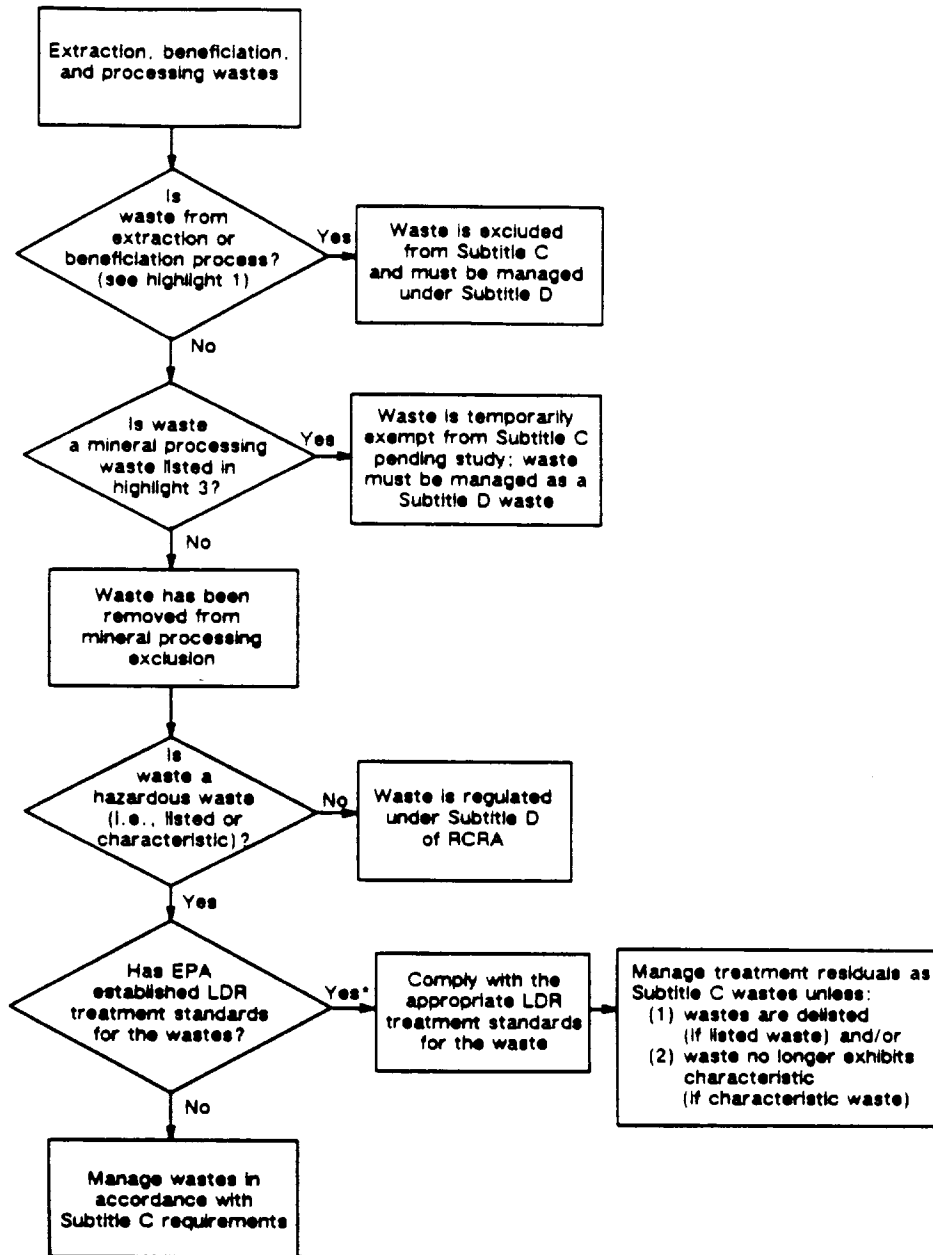 Extraction, beneficiation,
and processing wastes
Is
waste from
extraction or
beneficiation process?
(see highlight 1)
Yes
Waste is excluded
from Subtitle C
and must be managed
under Subtitle D
No
Is waste
a mineral processing
waste listed in
highlight 3?
Yes
Waste is temporarily
exempt from Subtitle C
pending study: waste
must be managed as a
Subtitle D waste
No
Waste has been
removed from
mineral processing
exclusion
Is
waste a
hazardous waste
(i.e., listed or
characteristic)?
No
Waste is regulated
under Subtitle D
of RCRA
Yes
Has EPA
established LDR
treatment standards
for the wastes?
Yes*
Comply with the
appropriate LDR
treatment standards
for the waste
Manage treatment residuals as
Subtitle C wastes unless:
(1) wastes are delisted
(if listed waste) and/or
(2) waste no longer exhibits
characteristic
(if characteristic waste)
No
Manage wastes in
accordance with
Subtitle C requirements